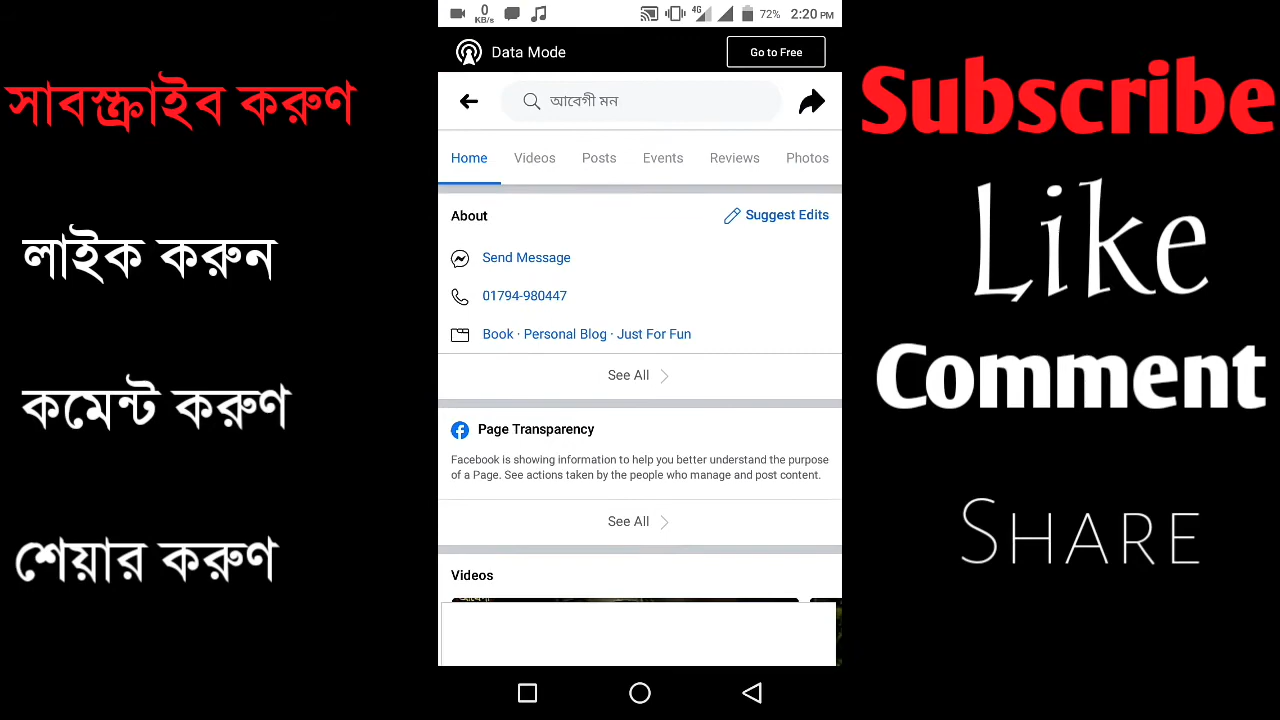 সাবস্ক্রাইব করুণ
লাইক করুন
কমেন্ট করুণ
শেয়ার করুণ
0
KB/s
4G
72%
2:20 PM
Data Mode
Go to Free
আবেগী মন
Home Videos Posts Events Reviews Photos
About
Suggest Edits
Send Message
01794-980447
Book · Personal Blog · Just For Fun
See All
Page Transparency
Facebook is showing information to help you better understand the purpose
of a Page. See actions taken by the people who manage and post content.
See All
Videos
Subscribe
Like
Comment
SHARE